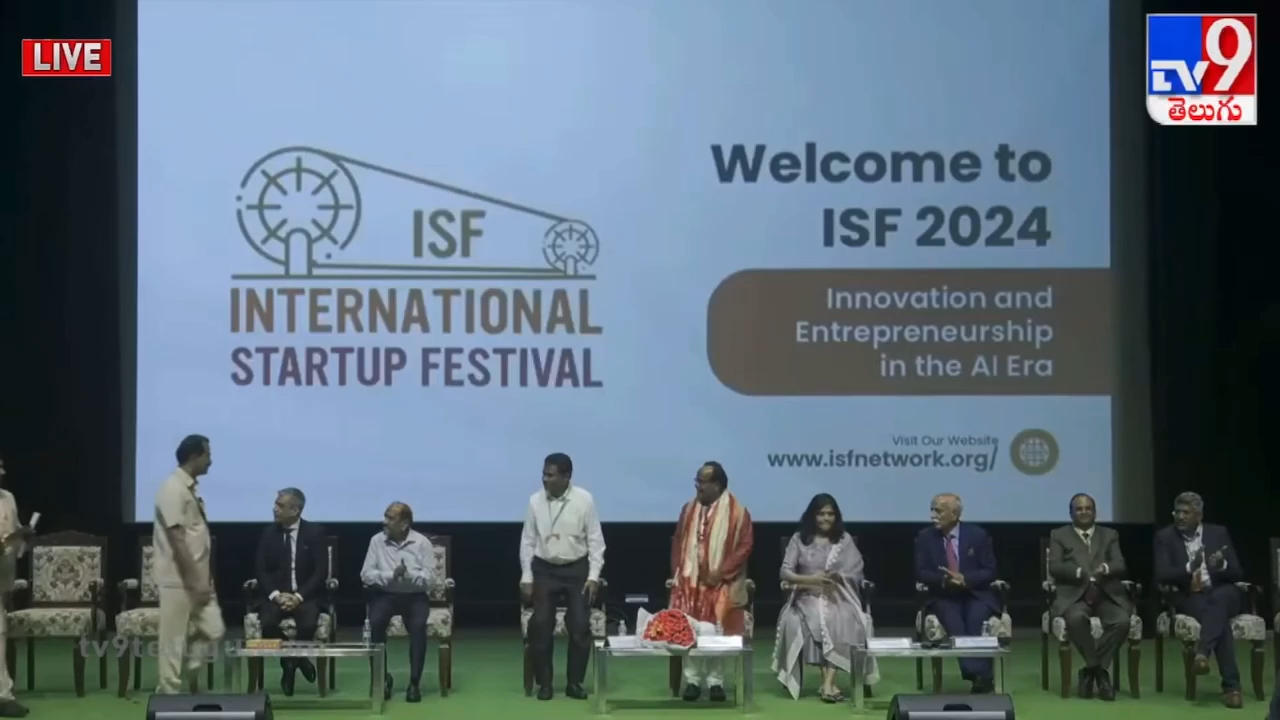 LIVE
TV9
తెలుగు
ISF
INTERNATIONAL
STARTUP FESTIVAL
Welcome to
ISF 2024
Innovation and
Entrepreneurship
in the AI Era
Visit Our Website
www.isfnetwork.org/